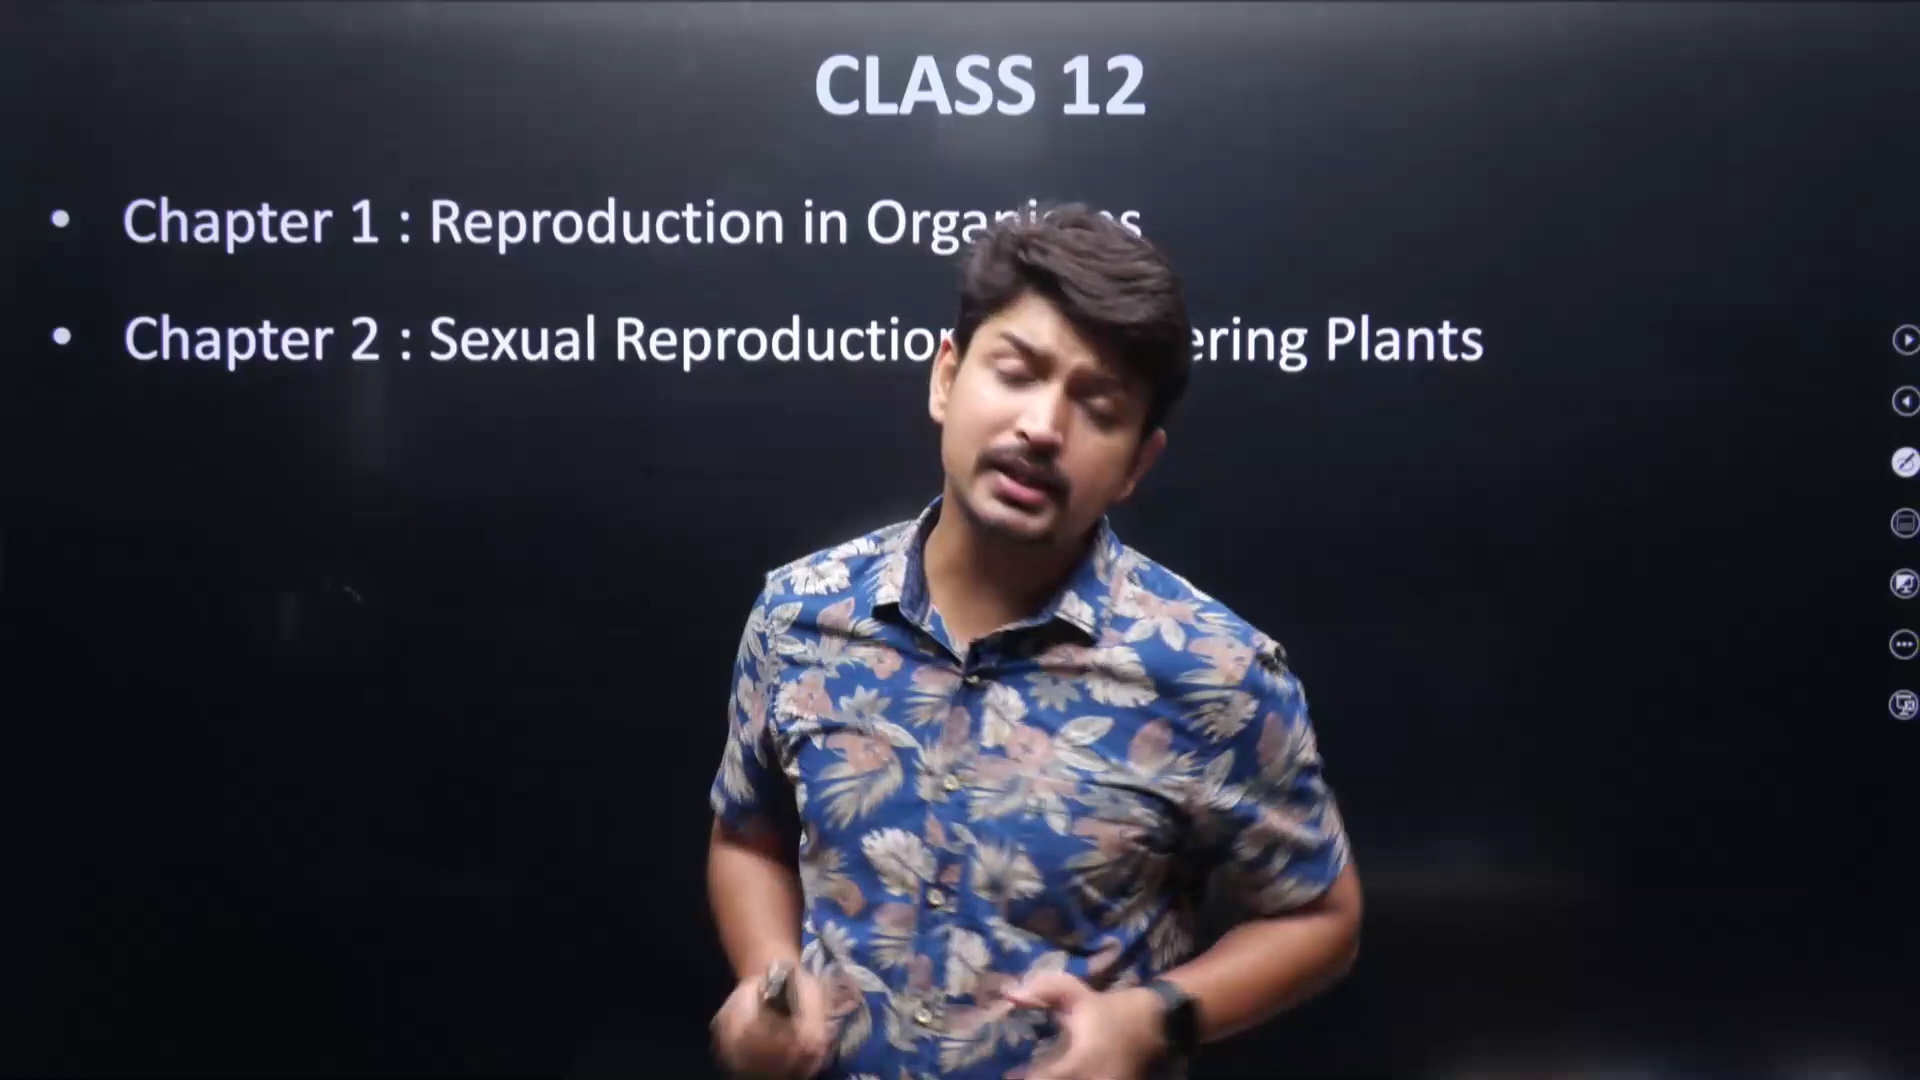 CLASS 12
• Chapter 1 : Reproduction in
• Chapter 2 : Sexual Plants